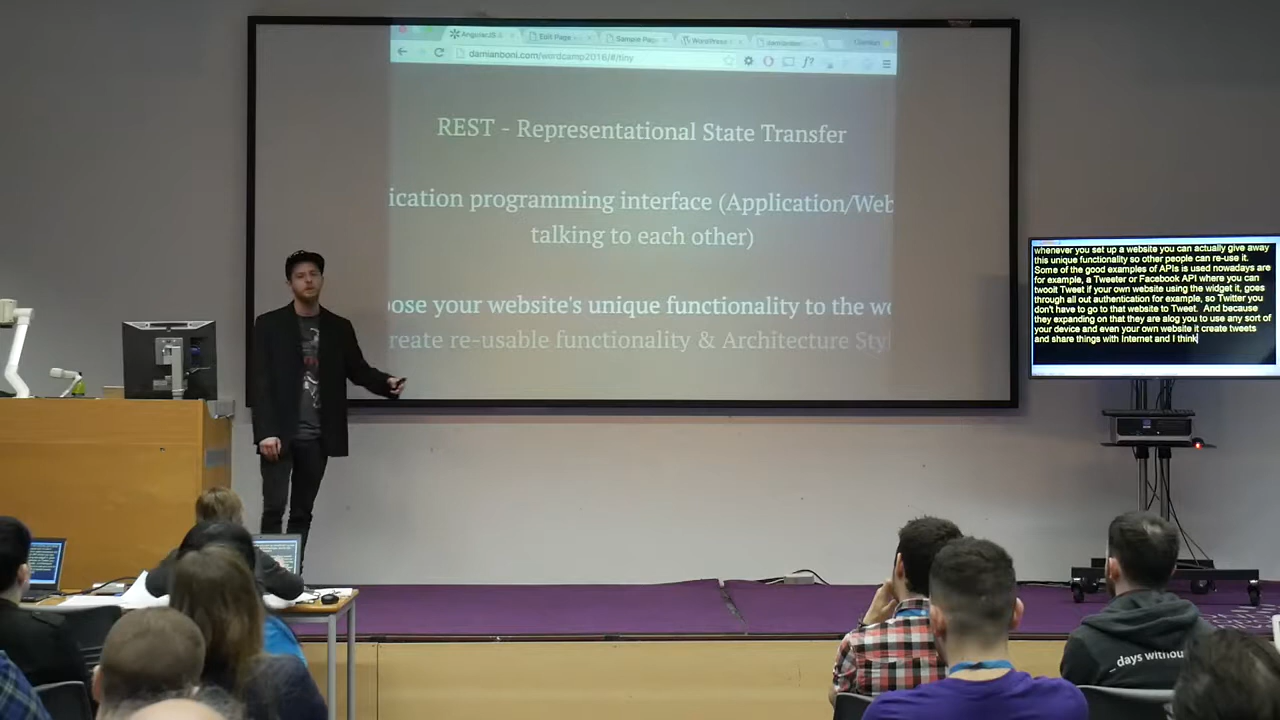 AngularJS &
Edit Page
Sample Page
WordPress
damianboni
damianboni.com/wordcamp2016/#/tiny
REST - Representational State Transfer
ication programming interface (Application/Web
talking to each other)
ose your website's unique functionality to the wo
reate re-usable functionality & Architecture Sty
whenever you set up a website you can actually give away
this unique functionality so other people can re-use it.
Some of the good examples of APIs is used nowadays are
for example, a Tweeter or Facebook API where you can
twooit Tweet if your own website using the widget it, goes
through all out authentication for example, so Twitter you
don't have to go to that website to Tweet. And because
they expanding on that they are alog you to use any sort of
your device and even your own website it create tweets
and share things with Internet and I think
days withou